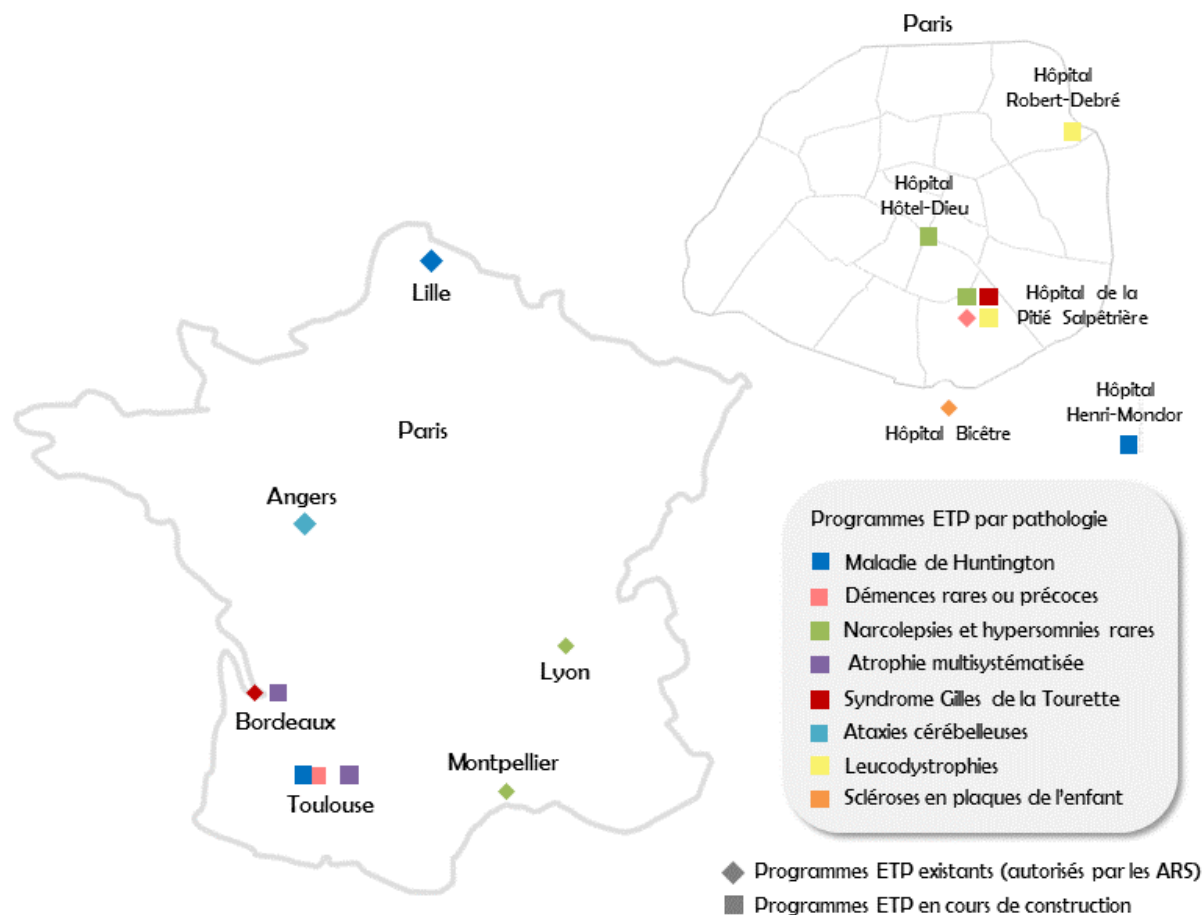 Paris
Hôpital
Robert-Debré
Hôpital
Hôtel-Dieu
Hôpital de la
Pitié Salpêtrière
Hôpital
Henri-Mondor
Hôpital Bicêtre
Lille
Paris
Angers
Lyon
Bordeaux
Montpellier
Toulouse
Programmes ETP par pathologie
Maladie de Huntington
Démences rares ou précoces
Narcolepsies et hypersomnies rares
Atrophie multisystématisée
Syndrome Gilles de la Tourette
Ataxies cérébelleuses
Leucodystrophies
Scléroses en plaques de l'enfant
Programmes ETP existants (autorisés par les ARS)
Programmes ETP en cours de construction